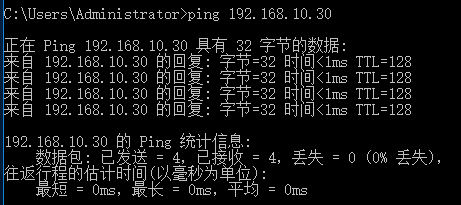 C:\Users\Administrator>ping 192.168.10.30
正在 Ping 192.168.10.30 具有 32 字节的数据:
来自 192.168.10.30 的回复: 字节=32 时间<1ms TTL=128
来自 192.168.10.30 的回复: 字节=32 时间<1ms TTL=128
来自 192.168.10.30 的回复: 字节=32 时间<1ms TTL=128
来自 192.168.10.30 的回复: 字节=32 时间<1ms TTL=128
192.168.10.30 的 Ping 统计信息:
数据包: 已发送 = 4，已接收 = 4，丢失 = 0 (0% 丢失)，
往返行程的估计时间(以毫秒为单位):
最短 = 0ms，最长 = 0ms，平均 = 0ms